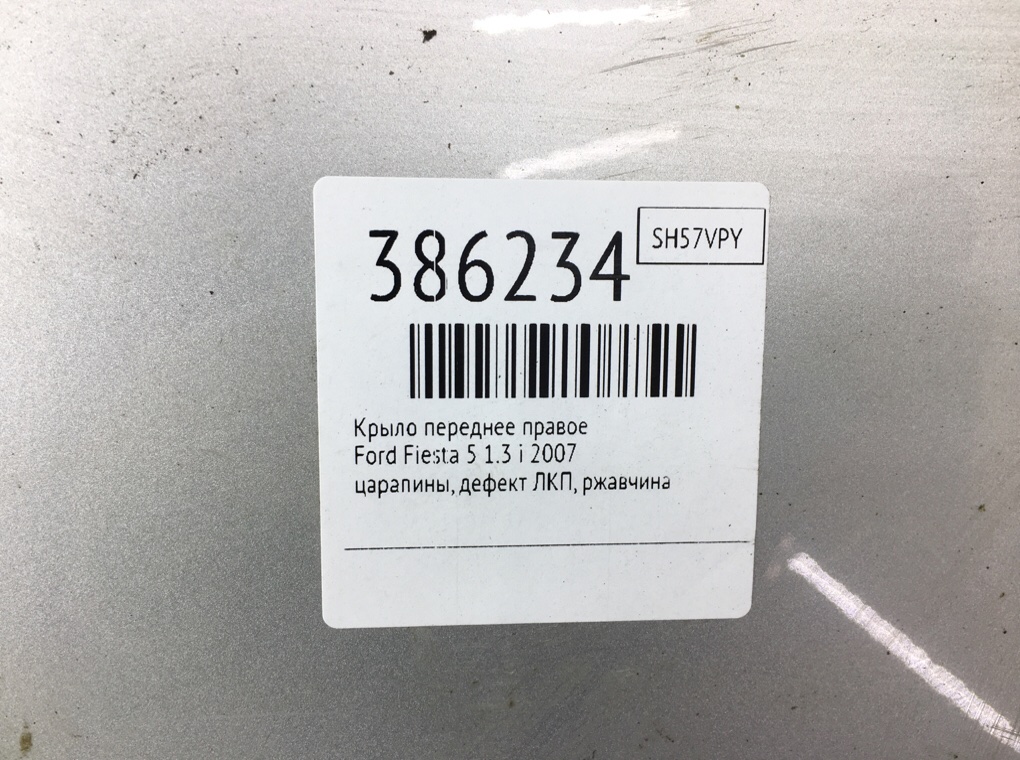 386234
SH57VPY
Крыло переднее правое
Ford Fiesta 5 1.3 i 2007
царапины, дефект ЛКП, ржавчина